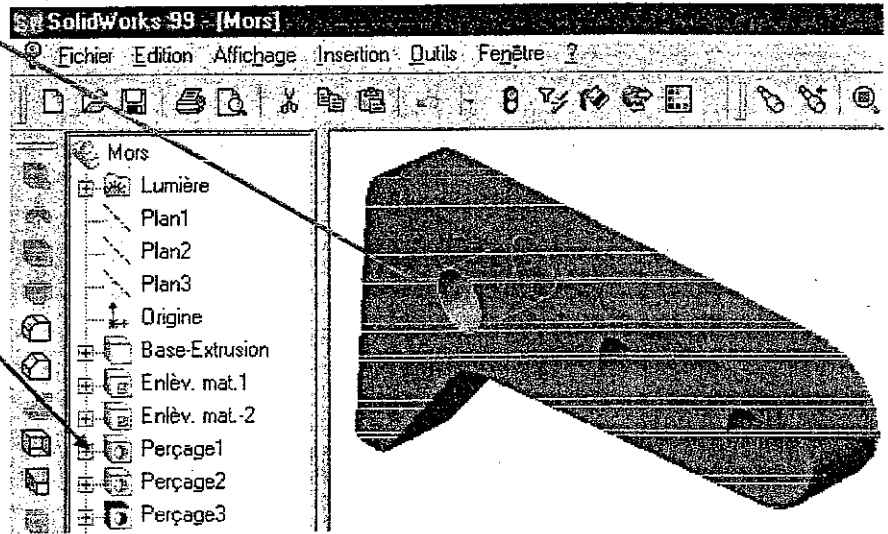 SolidWorks 99 - [Mors]
Fichier Edition Affichage Insertion Outils Fenêtre ?
Mors
Lumière
Plan1
Plan2
Plan3
Origine
Base-Extrusion
Enlèv. mat.1
Enlèv. mat.-2
Perçage1
Perçage2
Perçage3